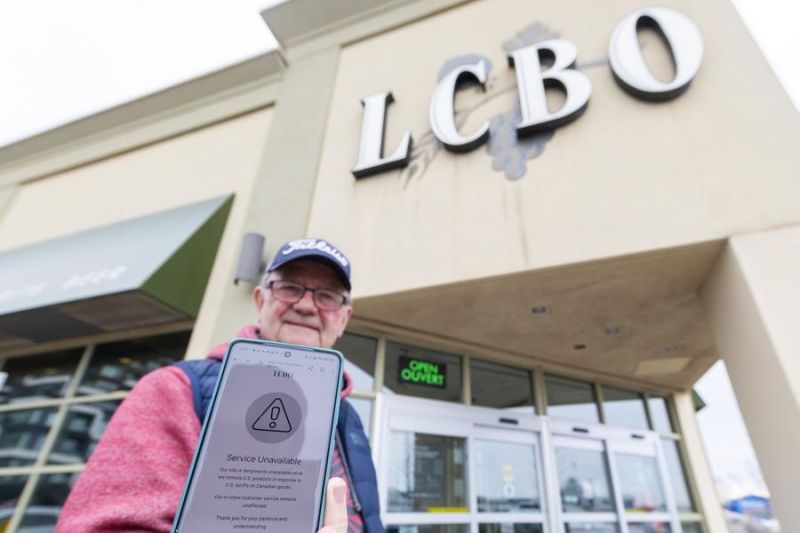 LCBO
Titleist
OPEN
OUVERT
BEER
LCBO
Service Unavailable
Our site is temporarily unavailable while
we remove U.S. products in response to
U.S. tariffs on Canadian goods.
Our in-store customer service remains
unaffected.
Thank you for your patience and
understanding.